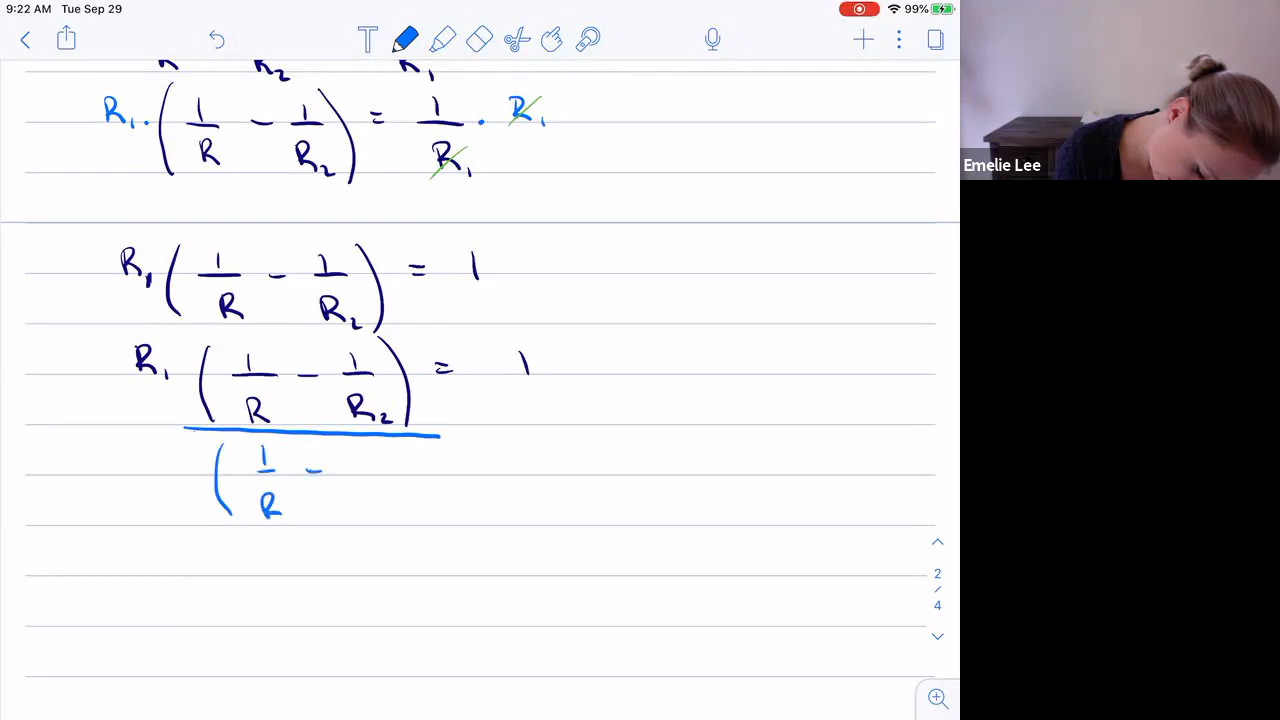 9:22 AM Tue Sep 29
99%
R₁ · ( 1/R − 1/R₂ ) = 1/R₁ · R₁
Emelie Lee
R₁ ( 1/R − 1/R₂ ) = 1
R₁ ( 1/R − 1/R₂ ) = 1
( 1/R −
2
/
4